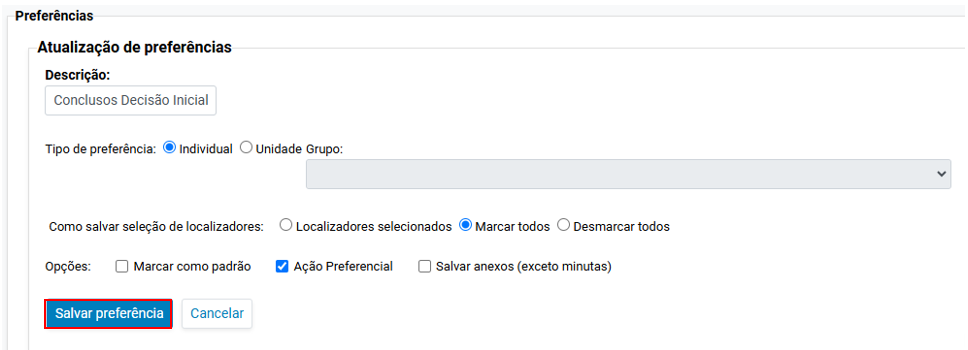 Preferências
Atualização de preferências
Descrição:
Conclusos Decisão Inicial
Tipo de preferência: Individual Unidade Grupo:
Como salvar seleção de localizadores: Localizadores selecionados Marcar todos Desmarcar todos
Opções: Marcar como padrão Ação Preferencial Salvar anexos (exceto minutas)
Salvar preferência Cancelar